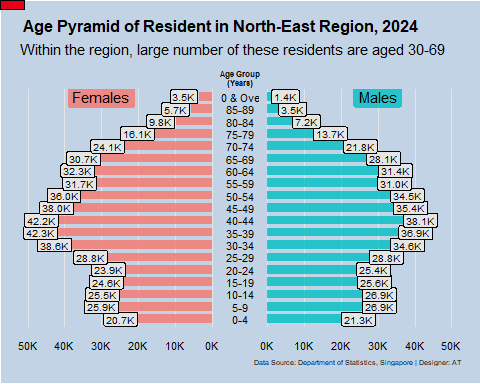 Age Pyramid of Resident in North-East Region, 2024
Within the region, large number of these residents are aged 30-69
Age Group
(Years)
Females
Males
3.5K 0 & Ove 1.4K
5.7K 85-89 3.5K
9.8K 80-84 7.2K
16.1K 75-79 13.7K
24.1K 70-74 21.8K
30.7K 65-69 28.1K
32.3K 60-64 31.4K
31.7K 55-59 31.0K
36.0K 50-54 34.5K
38.0K 45-49 35.4K
42.2K 40-44 38.1K
42.3K 35-39 36.9K
38.6K 30-34 34.6K
28.8K 25-29 28.8K
23.9K 20-24 25.4K
24.6K 15-19 25.6K
25.5K 10-14 26.9K
25.9K 5-9 26.9K
20.7K 0-4 21.3K
50K 40K 30K 20K 10K 0K 0K 10K 20K 30K 40K 50K
Data Source: Department of Statistics, Singapore | Designer: AT